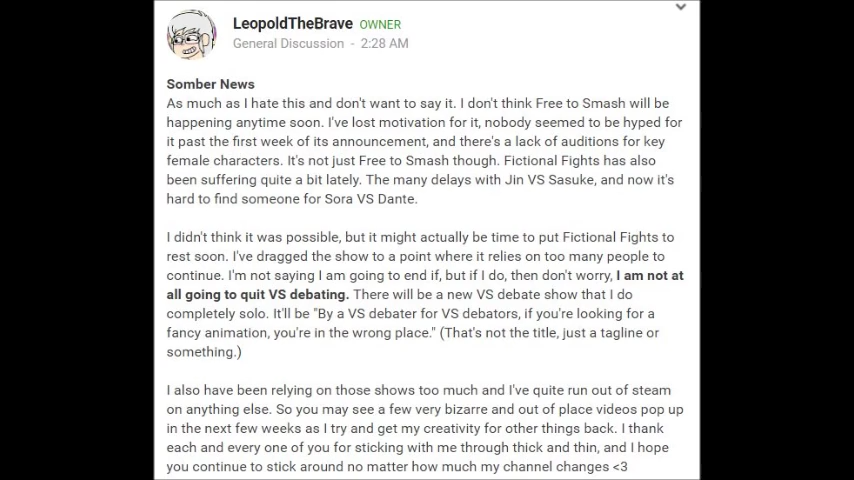 LeopoldTheBrave OWNER
General Discussion - 2:28 AM
Somber News
As much as I hate this and don't want to say it. I don't think Free to Smash will be
happening anytime soon. I've lost motivation for it, nobody seemed to be hyped for
it past the first week of its announcement, and there's a lack of auditions for key
female characters. It's not just Free to Smash though. Fictional Fights has also
been suffering quite a bit lately. The many delays with Jin VS Sasuke, and now it's
hard to find someone for Sora VS Dante.
I didn't think it was possible, but it might actually be time to put Fictional Fights to
rest soon. I've dragged the show to a point where it relies on too many people to
continue. I'm not saying I am going to end if, but if I do, then don't worry, I am not at
all going to quit VS debating. There will be a new VS debate show that I do
completely solo. It'll be "By a VS debater for VS debators, if you're looking for a
fancy animation, you're in the wrong place." (That's not the title, just a tagline or
something.)
I also have been relying on those shows too much and I've quite run out of steam
on anything else. So you may see a few very bizarre and out of place videos pop up
in the next few weeks as I try and get my creativity for other things back. I thank
each and every one of you for sticking with me through thick and thin, and I hope
you continue to stick around no matter how much my channel changes <3